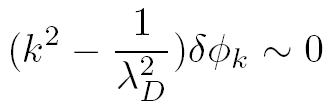 $(k^2 - \frac{1}{\lambda_D^2})\delta\phi_k \sim 0$